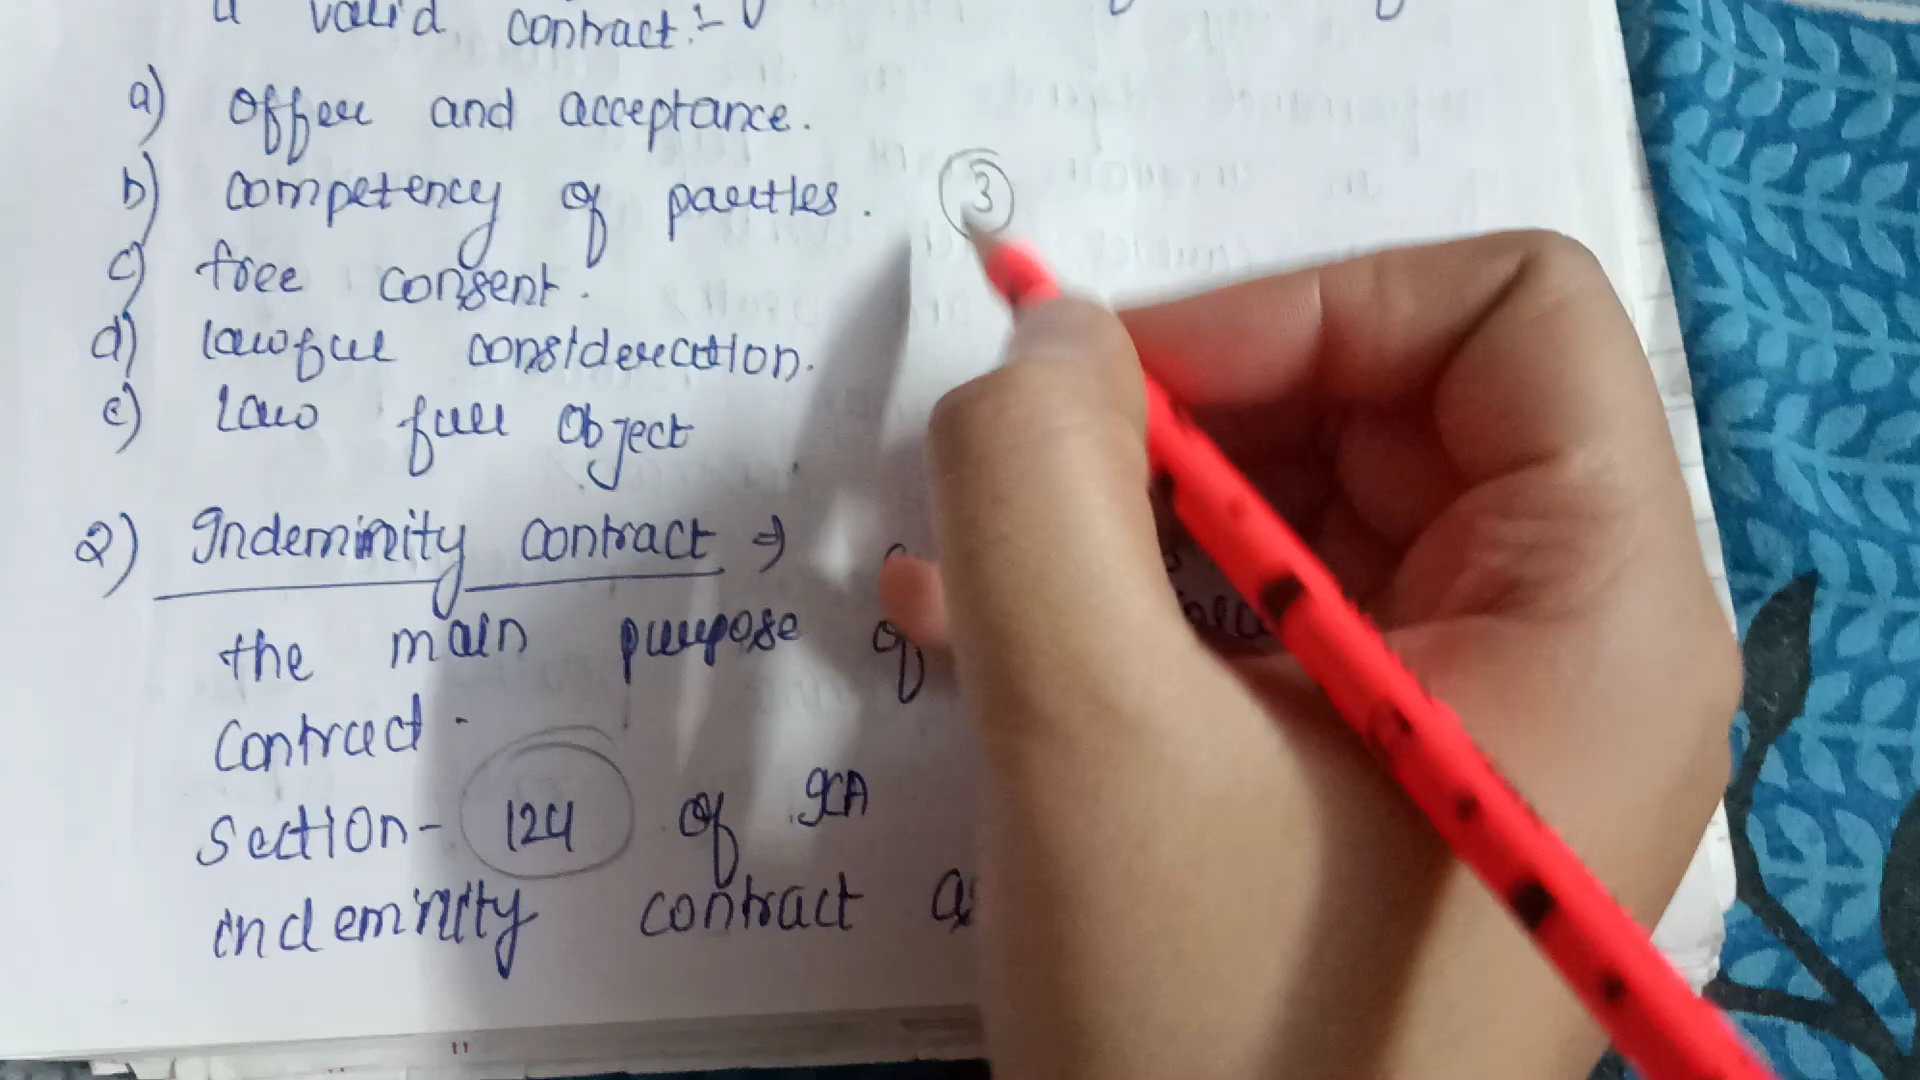 a valid contract:-
a) Offer and acceptance.
b) competency of parties. 3
c) free consent.
d) lawful consideration.
e) Law full Object
2) Indeminity contract ⇒
the main purpose of
contract.
Section- 124 of ICA
indeminity contract